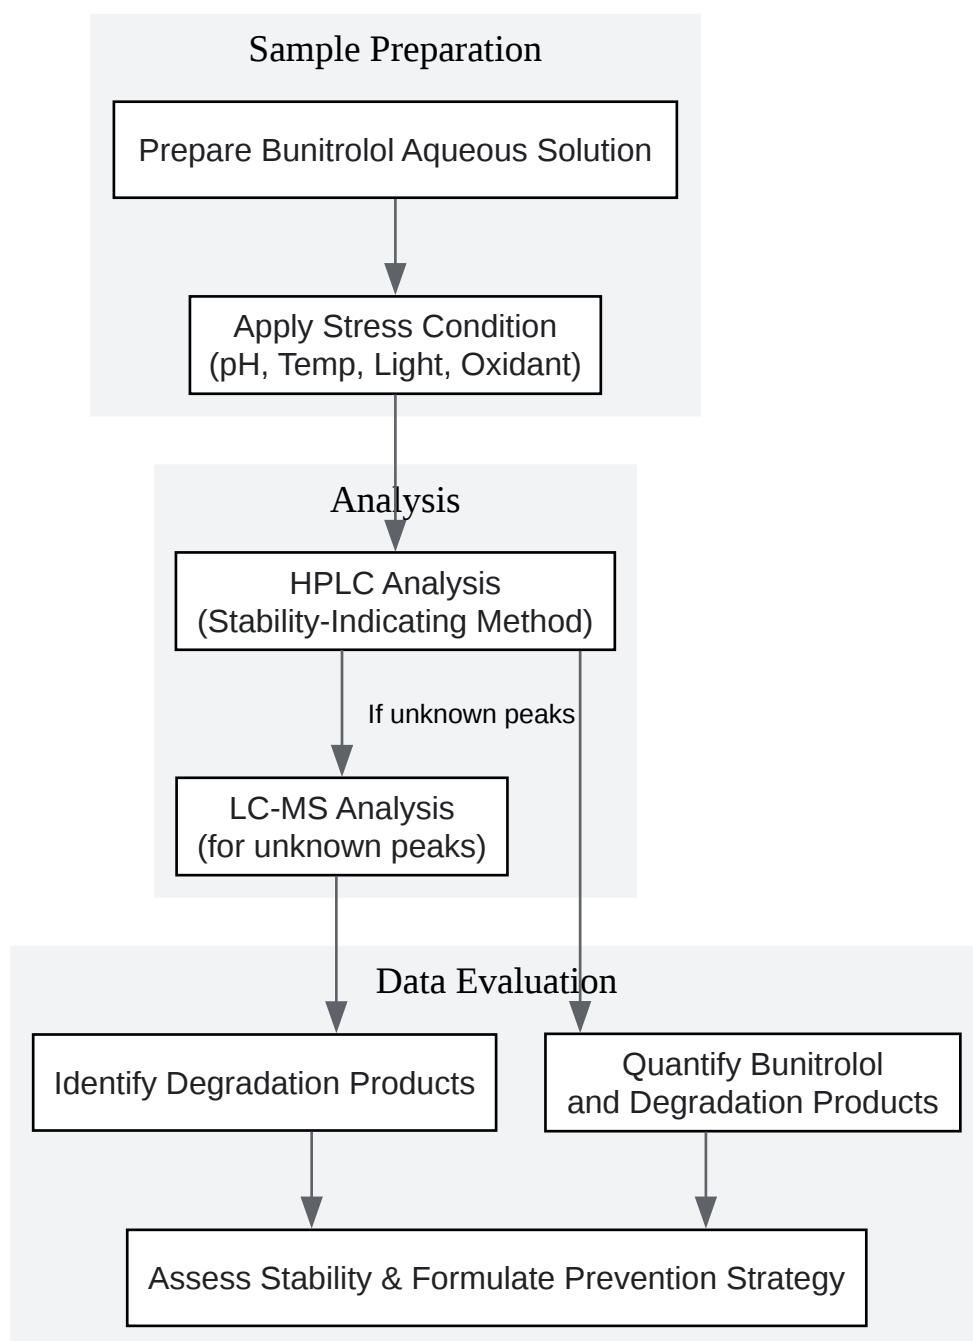 Sample Preparation
Prepare Bunitrolol Aqueous Solution
Apply Stress Condition
(pH, Temp, Light, Oxidant)
Analysis
HPLC Analysis
(Stability-Indicating Method)
If unknown peaks
LC-MS Analysis
(for unknown peaks)
Data Evaluation
Identify Degradation Products
Quantify Bunitrolol
and Degradation Products
Assess Stability & Formulate Prevention Strategy